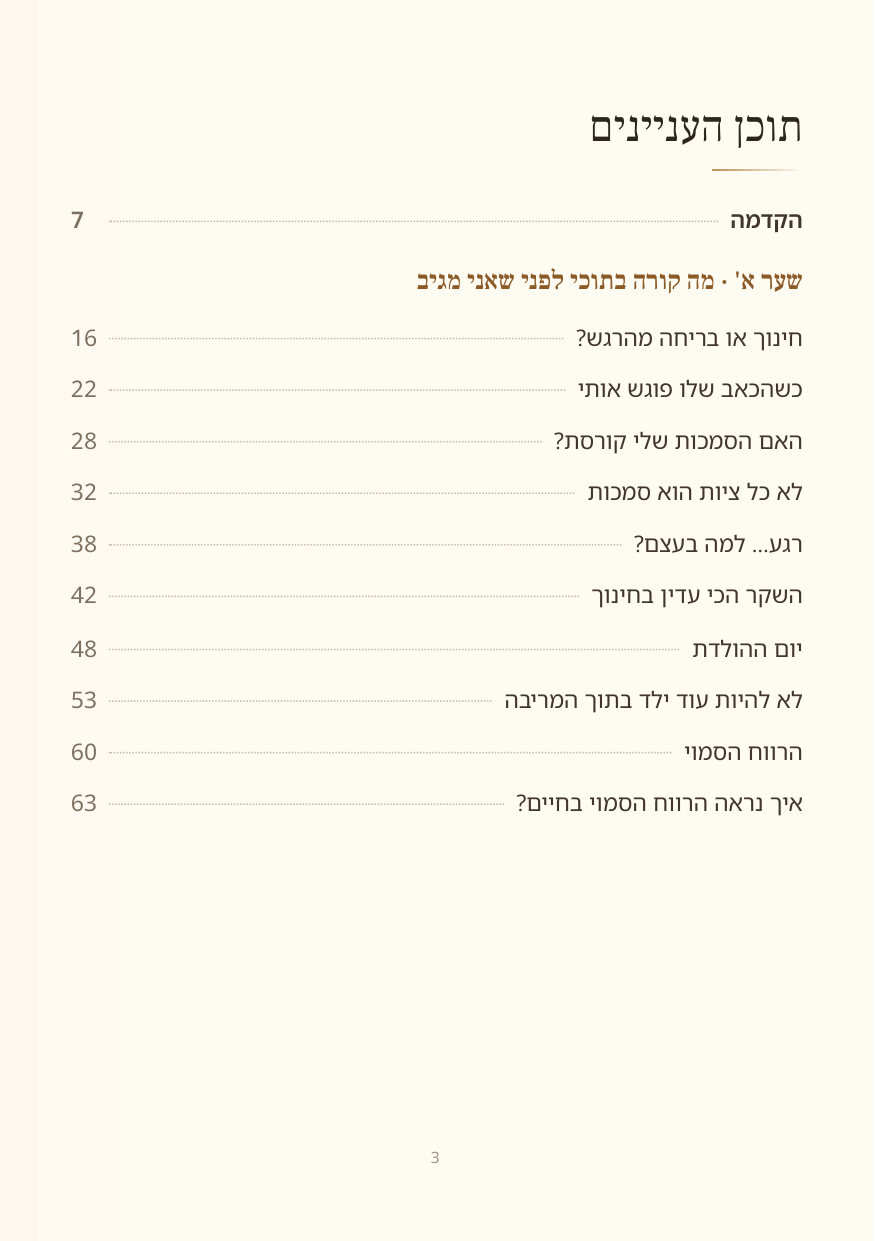 תוכן העניינים
הקדמה 7
שער א' · מה קורה בתוכי לפני שאני מגיב
חינוך או בריחה מהרגש? 16
כשהכאב שלו פוגש אותי 22
האם הסמכות שלי קורסת? 28
לא כל ציות הוא סמכות 32
רגע... למה בעצם? 38
השקר הכי עדין בחינוך 42
יום ההולדת 48
לא להיות עוד ילד בתוך המריבה 53
הרווח הסמוי 60
איך נראה הרווח הסמוי בחיים? 63
3